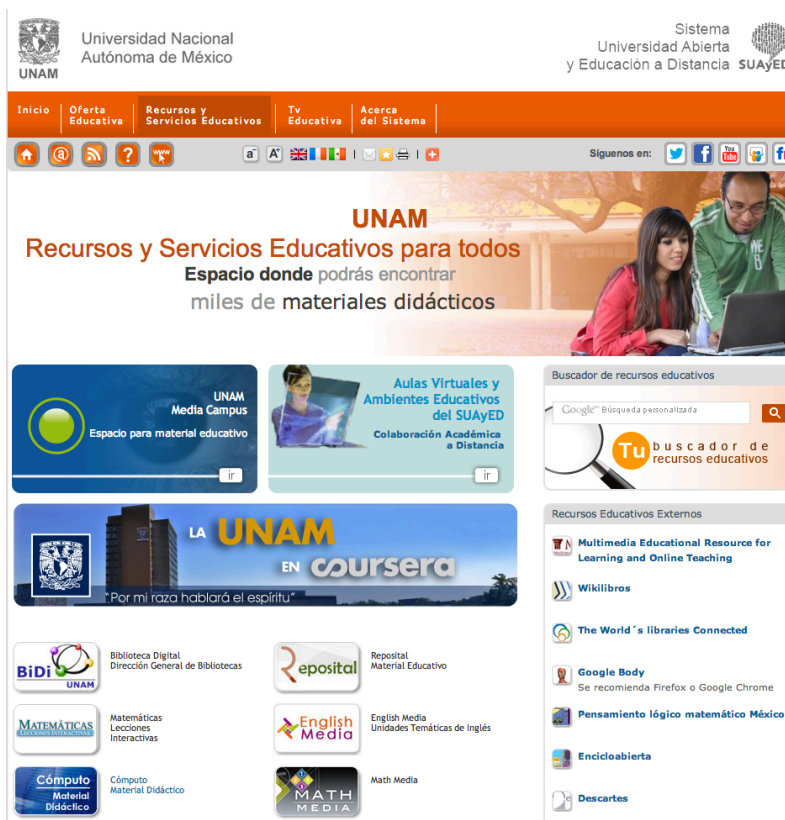 UNAM
Universidad Nacional
Autónoma de México
Sistema
Universidad Abierta
y Educación a Distancia
SUAyED
Inicio
Oferta
Educativa
Recursos y
Servicios Educativos
Tv
Educativa
Acerca
del Sistema
@
?
www
a-
A+
Síguenos en:
You
Tube
UNAM
Recursos y Servicios Educativos para todos
Espacio donde podrás encontrar
miles de materiales didácticos
UNAM
Media Campus
Espacio para material educativo
ir
Aulas Virtuales y
Ambientes Educativos
del SUAyED
Colaboración Académica
a Distancia
ir
Buscador de recursos educativos
Google™ Búsqueda personalizada
Tu buscador de
recursos educativos
LA UNAM
EN coursera
"Por mi raza hablará el espíritu"
Recursos Educativos Externos
Multimedia Educational Resource for
Learning and Online Teaching
Wikilibros
The World´s libraries Connected
Google Body
Se recomienda Firefox o Google Chrome
Pensamiento lógico matemático México
Encicloabierta
Descartes
BiDi
UNAM
Biblioteca Digital
Dirección General de Bibliotecas
Reposital
Reposital
Material Educativo
MATEMÁTICAS
LECCIONES INTERACTIVAS
Matemáticas
Lecciones
Interactivas
English
Media
English Media
Unidades Temáticas de Inglés
Cómputo
Material
Didáctico
Cómputo
Material Didáctico
MATH
MEDIA
Math Media